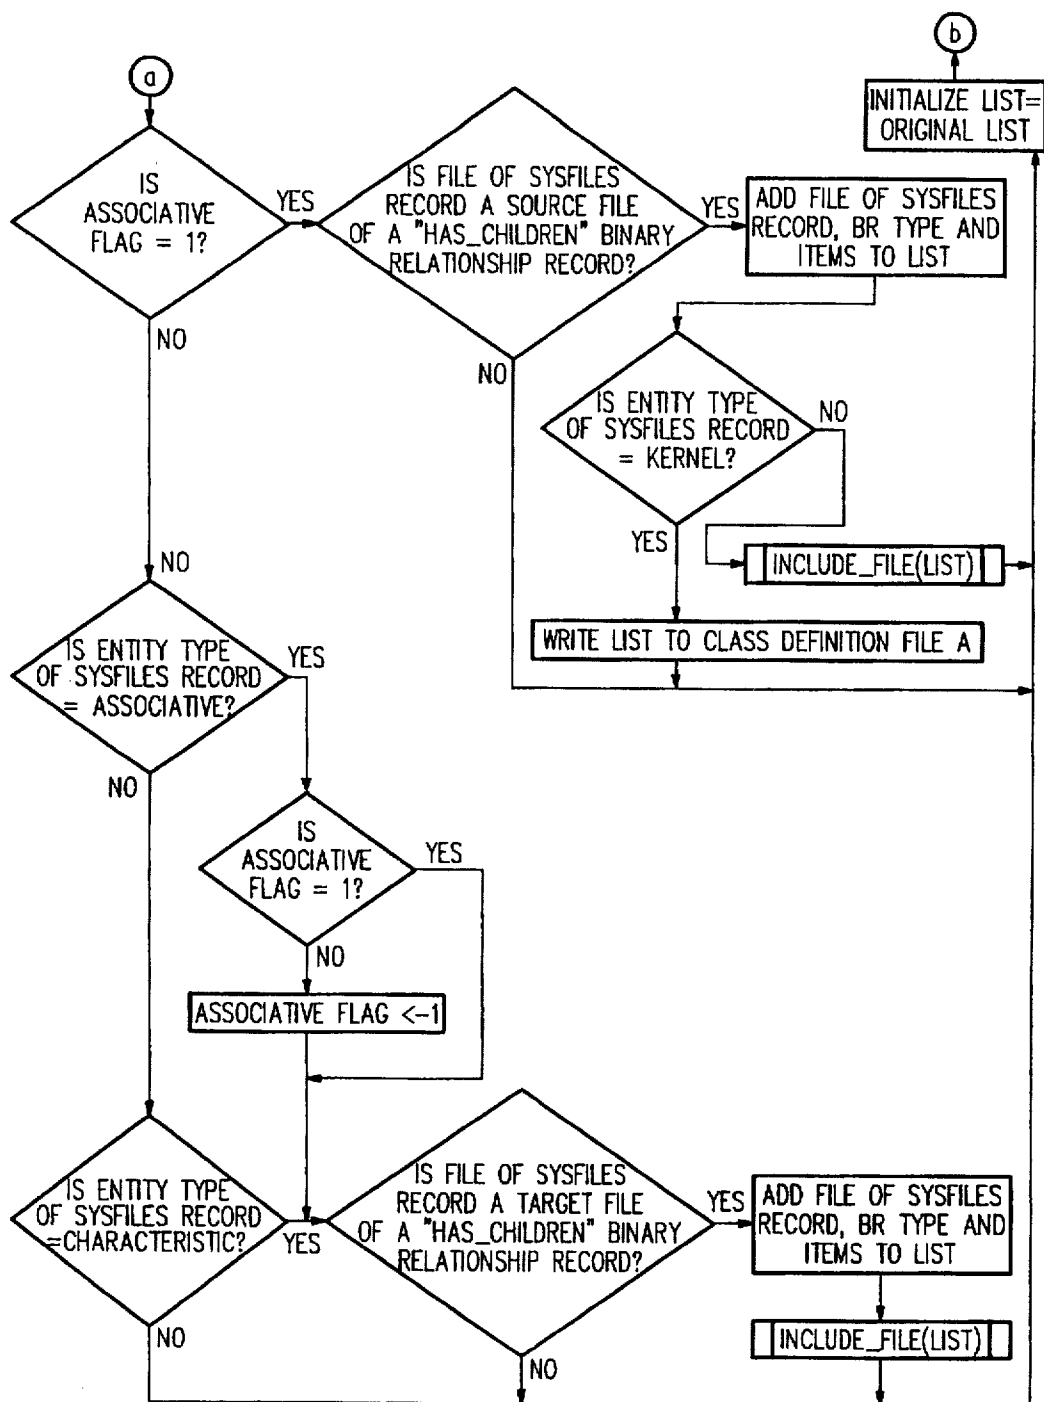 a
b
INITIALIZE LIST=
ORIGINAL LIST
IS
ASSOCIATIVE
FLAG = 1?
YES
NO
IS FILE OF SYSFILES
RECORD A SOURCE FILE
OF A "HAS_CHILDREN" BINARY
RELATIONSHIP RECORD?
YES
NO
ADD FILE OF SYSFILES
RECORD, BR TYPE AND
ITEMS TO LIST
IS ENTITY TYPE
OF SYSFILES RECORD
= KERNEL?
NO
YES
INCLUDE_FILE(LIST)
WRITE LIST TO CLASS DEFINITION FILE A
NO
IS ENTITY TYPE
OF SYSFILES RECORD
= ASSOCIATIVE?
YES
NO
IS
ASSOCIATIVE
FLAG = 1?
YES
NO
ASSOCIATIVE FLAG <-1
IS ENTITY TYPE
OF SYSFILES RECORD
=CHARACTERISTIC?
YES
NO
IS FILE OF SYSFILES
RECORD A TARGET FILE
OF A "HAS_CHILDREN" BINARY
RELATIONSHIP RECORD?
YES
NO
ADD FILE OF SYSFILES
RECORD, BR TYPE AND
ITEMS TO LIST
INCLUDE_FILE(LIST)